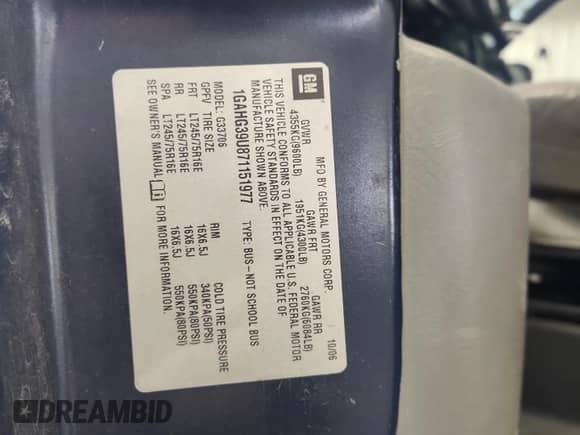 GM
MFD BY GENERAL MOTORS CORP. 10/06
GVWR GAWR FRT GAWR RR
4355KG(9600LB) 1951KG(4300LB) 2760KG(6084LB)
THIS VEHICLE CONFORMS TO ALL APPLICABLE U.S. FEDERAL MOTOR
VEHICLE SAFETY STANDARDS IN EFFECT ON THE DATE OF
MANUFACTURE SHOWN ABOVE.
1GAHG39U871151977 TYPE: BUS-NOT SCHOOL BUS
MODEL: G33706
GPFV TIRE SIZE RIM COLD TIRE PRESSURE
FRT LT245/75R16E 16X6.5J 340KPA(50PSI)
RR LT245/75R16E 16X6.5J 550KPA(80PSI)
SPA LT245/75R16E 16X6.5J 550KPA(80PSI)
SEE OWNER'S MANUAL FOR MORE INFORMATION.
DREAMBID